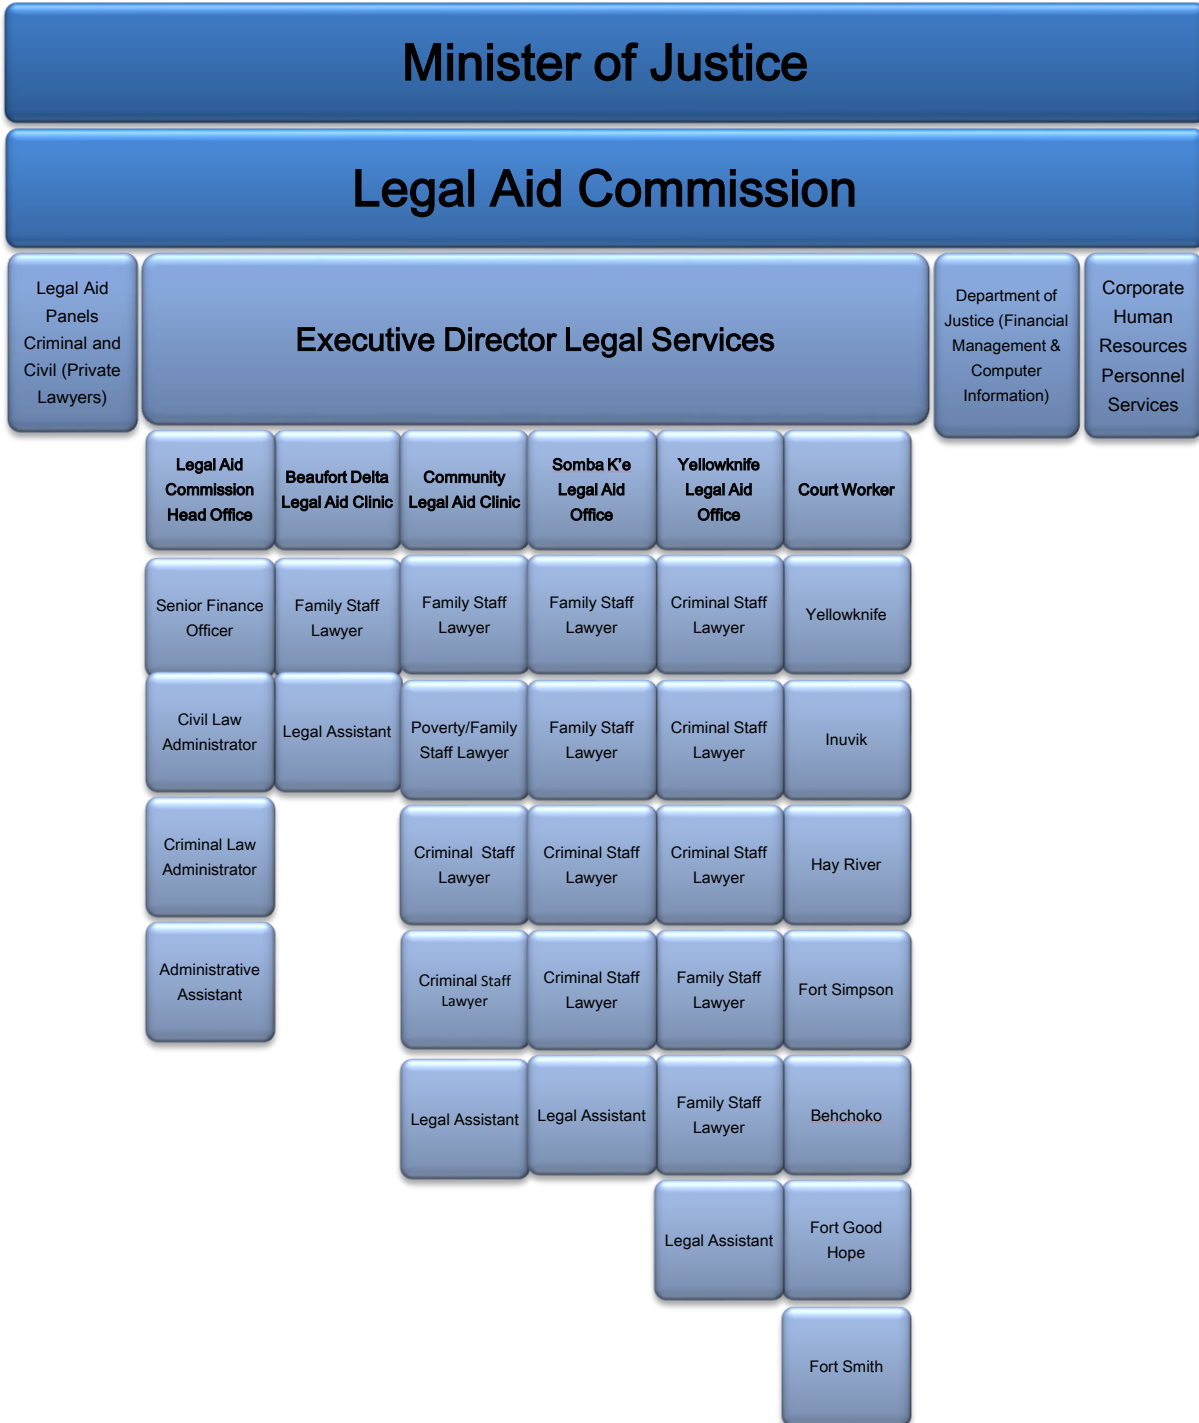 Minister of Justice
Legal Aid Commission
Legal Aid
Panels
Criminal and
Civil (Private
Lawyers)
Executive Director Legal Services
Department of
Justice (Financial
Management &
Computer
Information)
Corporate
Human
Resources
Personnel
Services
Legal Aid
Commission
Head Office
Beaufort Delta
Legal Aid Clinic
Community
Legal Aid Clinic
Somba K'e
Legal Aid
Office
Yellowknife
Legal Aid
Office
Court Worker
Senior Finance
Officer
Family Staff
Lawyer
Family Staff
Lawyer
Family Staff
Lawyer
Criminal Staff
Lawyer
Yellowknife
Civil Law
Administrator
Legal Assistant
Poverty/Family
Staff Lawyer
Family Staff
Lawyer
Criminal Staff
Lawyer
Inuvik
Criminal Law
Administrator
Criminal  Staff
Lawyer
Criminal Staff
Lawyer
Criminal Staff
Lawyer
Hay River
Administrative
Assistant
Criminal Staff
Lawyer
Criminal Staff
Lawyer
Family Staff
Lawyer
Fort Simpson
Legal Assistant
Legal Assistant
Family Staff
Lawyer
Behchoko
Legal Assistant
Fort Good
Hope
Fort Smith